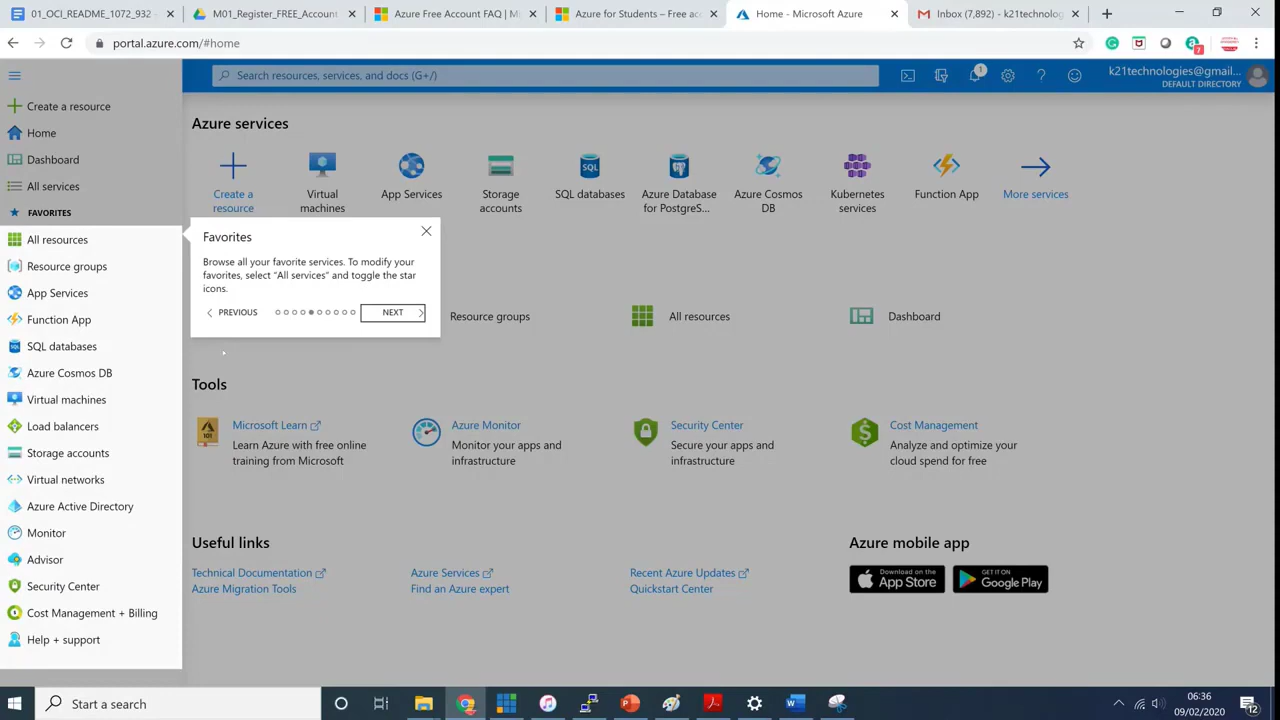 01_OCI_README_1072_932
M01_Register_FREE_Account
Azure Free Account FAQ | M
Azure for Students – Free ac
Home - Microsoft Azure
Inbox (7,892) - k21technolog
portal.azure.com/#home
7
Search resources, services, and docs (G+/)
1
k21technologies@gmail...
DEFAULT DIRECTORY
Create a resource
Home
Dashboard
All services
FAVORITES
All resources
Resource groups
App Services
Function App
SQL databases
Azure Cosmos DB
Virtual machines
Load balancers
Storage accounts
Virtual networks
Azure Active Directory
Monitor
Advisor
Security Center
Cost Management + Billing
Help + support
Azure services
Create a
resource
Virtual
machines
App Services
Storage
accounts
SQL
SQL databases
Azure Database
for PostgreS...
Azure Cosmos
DB
Kubernetes
services
Function App
More services
Favorites
Browse all your favorite services. To modify your
favorites, select "All services" and toggle the star
icons.
PREVIOUS
NEXT
Resource groups
All resources
Dashboard
Tools
Microsoft Learn
Learn Azure with free online
training from Microsoft
Azure Monitor
Monitor your apps and
infrastructure
Security Center
Secure your apps and
infrastructure
Cost Management
Analyze and optimize your
cloud spend for free
Useful links
Technical Documentation
Azure Migration Tools
Azure Services
Find an Azure expert
Recent Azure Updates
Quickstart Center
Azure mobile app
Download on the
App Store
GET IT ON
Google Play
Start a search
06:36
09/02/2020
12